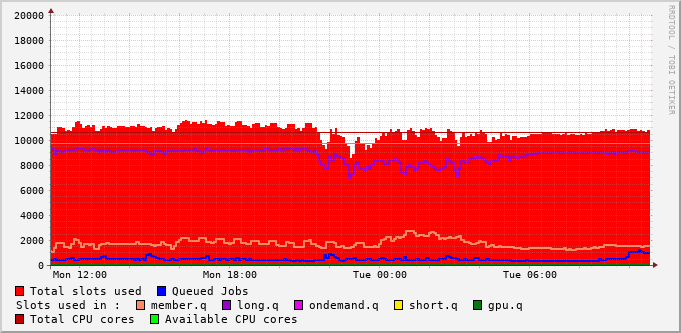 RRDTOOL / TOBI OETIKER
20000
18000
16000
14000
12000
10000
8000
6000
4000
2000
0
Mon 12:00 Mon 18:00 Tue 00:00 Tue 06:00
Total slots used Queued Jobs
Slots used in : member.q long.q ondemand.q short.q gpu.q
Total CPU cores Available CPU cores